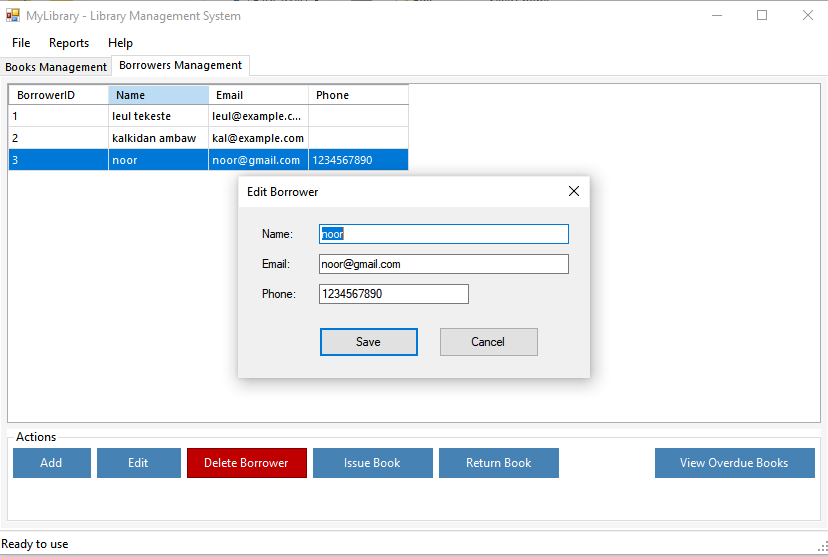 MyLibrary - Library Management System
File Reports Help
Books Management Borrowers Management
BorrowerID Name Email Phone
1 leul tekeste leul@example.c...
2 kalkidan ambaw kal@example.com
3 noor noor@gmail.com 1234567890
Edit Borrower
Name: noor
Email: noor@gmail.com
Phone: 1234567890
Save Cancel
Actions
Add Edit Delete Borrower Issue Book Return Book View Overdue Books
Ready to use